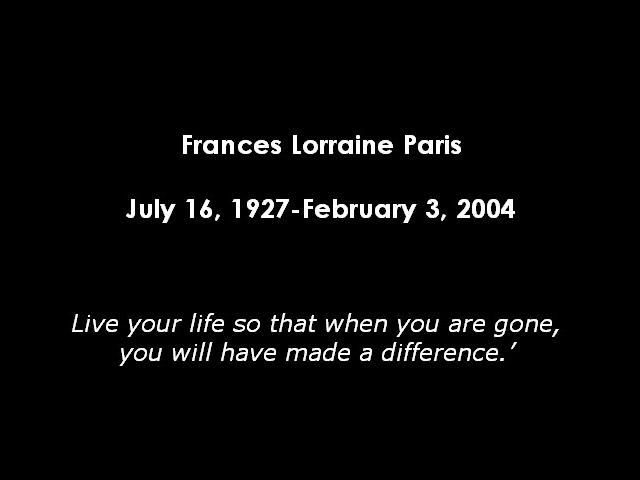 Frances Lorraine Paris
July 16, 1927-February 3, 2004
Live your life so that when you are gone,
you will have made a difference.’